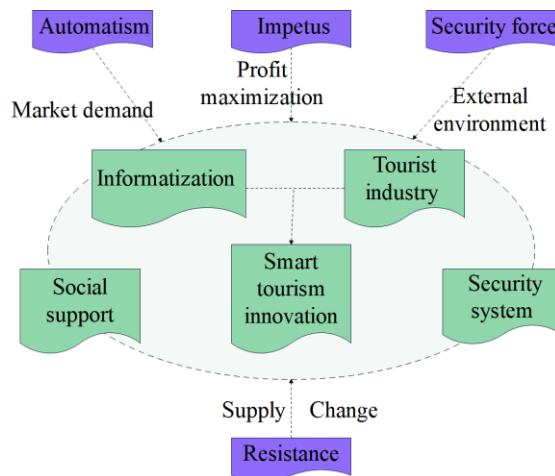 Automatism
Impetus
Security force
Market demand
Profit
maximization
External
environment
Informatization
Tourist
industry
Social
support
Smart
tourism
innovation
Security
system
Supply
Change
Resistance